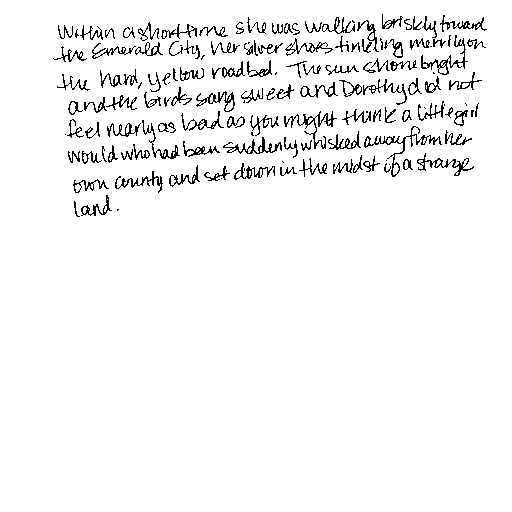 Within a short time she was walking briskly toward
the Emerald City, her silver shoes tinkling merrily on
the hard, yellow roadbed. The sun shone bright
and the birds sang sweet and Dorothy did not
feel nearly as bad as you might think a little girl
would who had been suddenly whisked away from her
own county and set down in the midst of a strange
land.